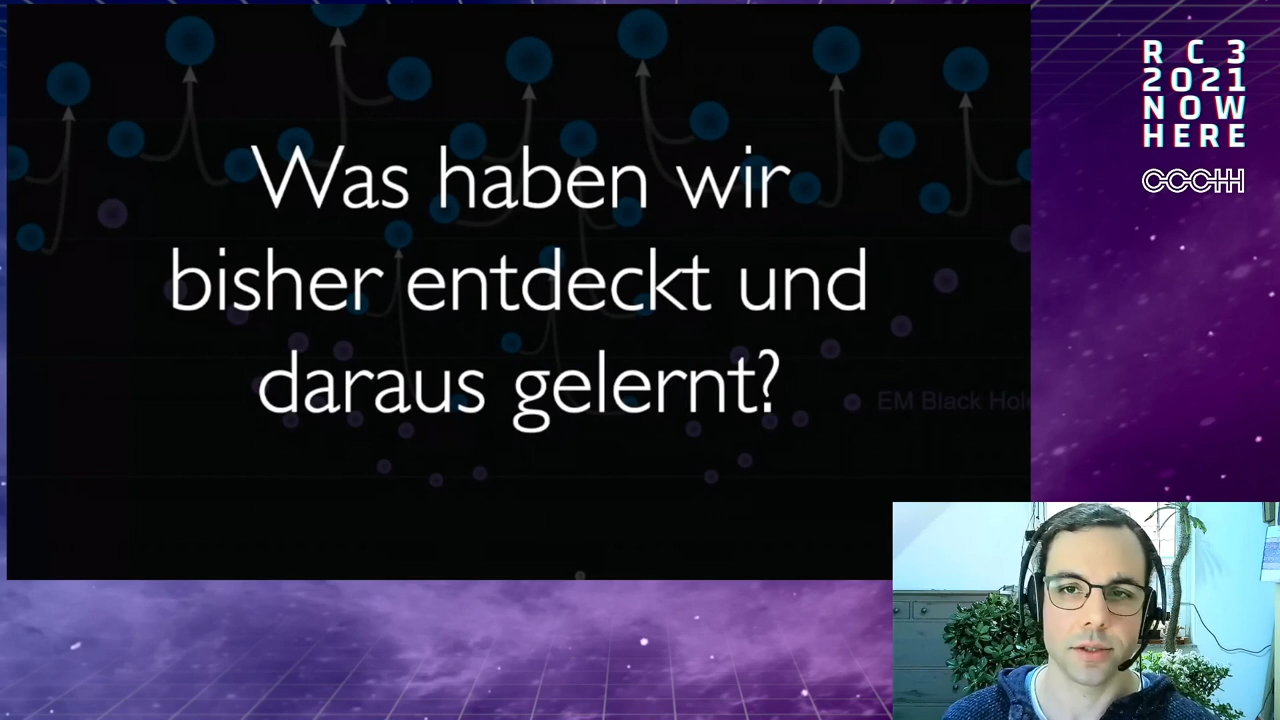 Was haben wir
bisher entdeckt und
daraus gelernt?
EM Black Hole
R C 3
2021
NOW
HERE
CCCHH